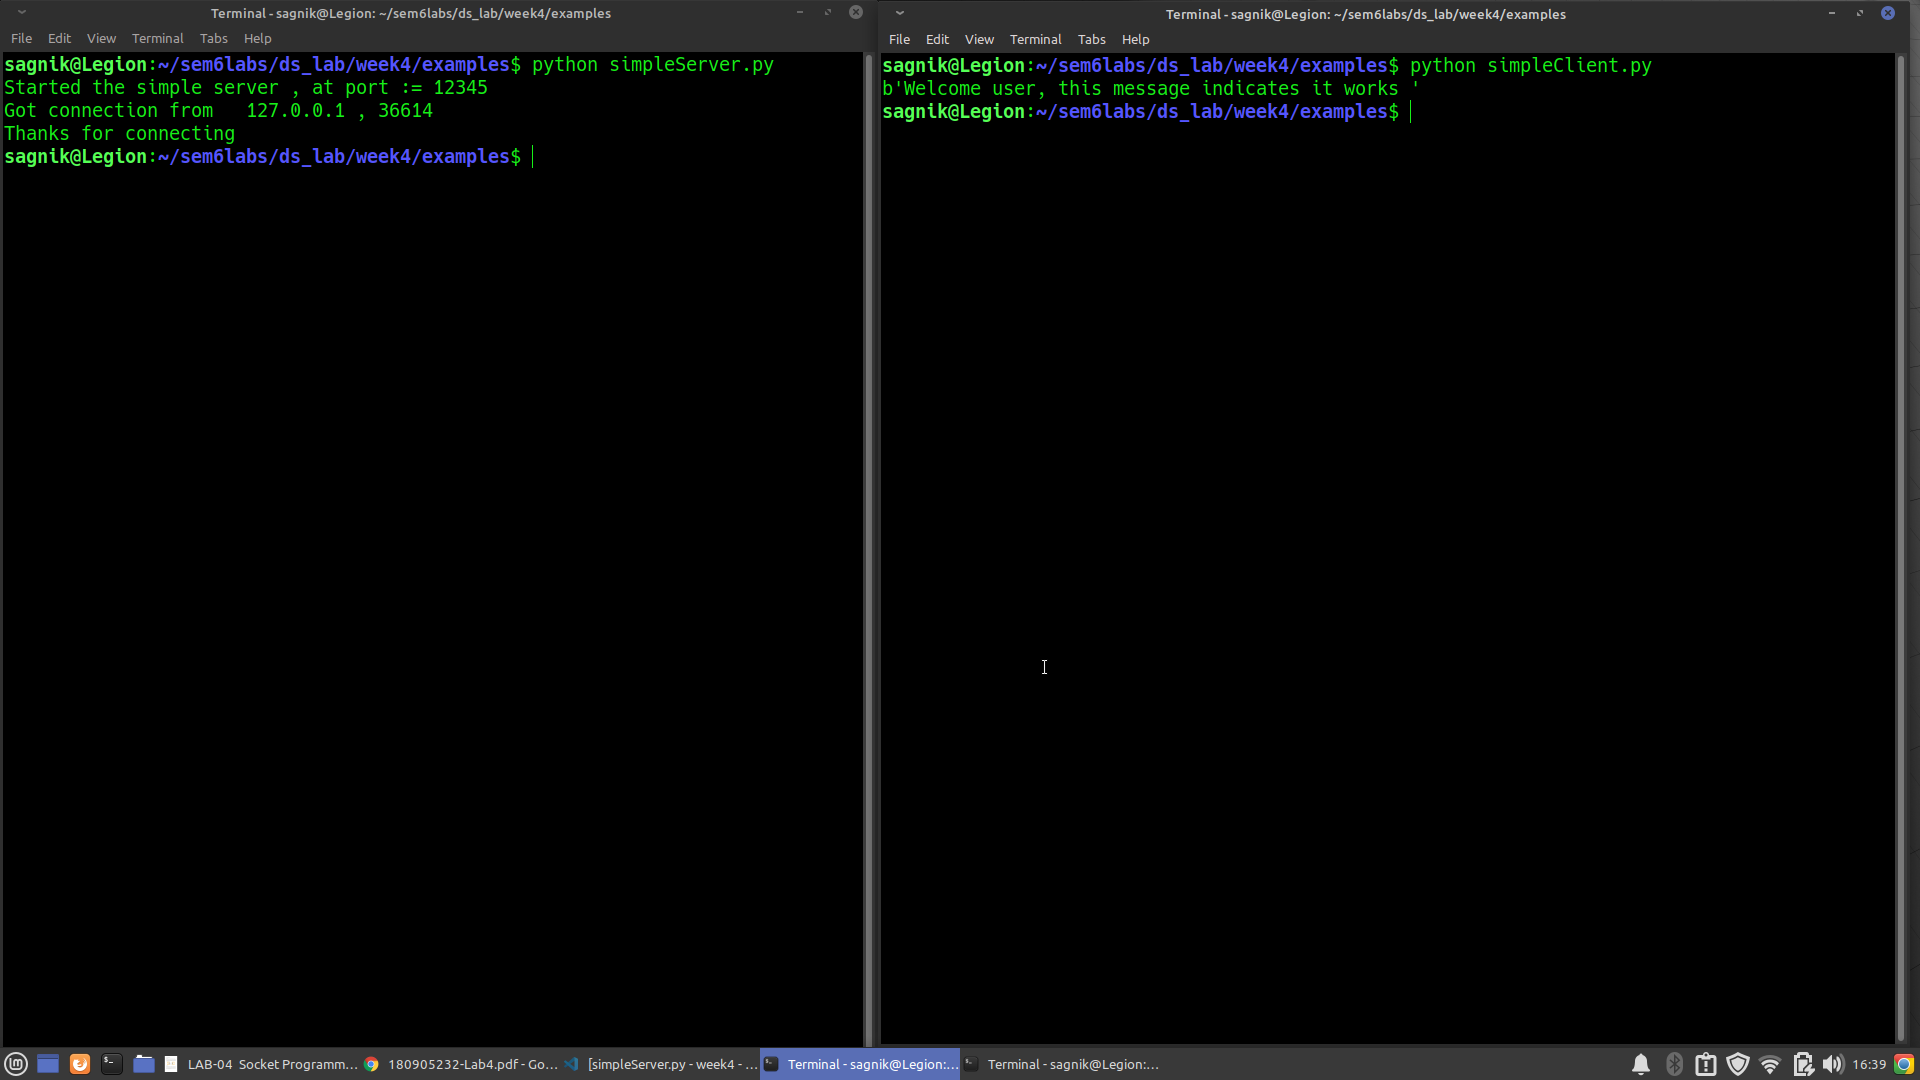 Terminal - sagnik@Legion: ~/sem6labs/ds_lab/week4/examples
File Edit View Terminal Tabs Help
sagnik@Legion:~/sem6labs/ds_lab/week4/examples$ python simpleServer.py
Started the simple server , at port := 12345
Got connection from   127.0.0.1 , 36614
Thanks for connecting
sagnik@Legion:~/sem6labs/ds_lab/week4/examples$
Terminal - sagnik@Legion: ~/sem6labs/ds_lab/week4/examples
File Edit View Terminal Tabs Help
sagnik@Legion:~/sem6labs/ds_lab/week4/examples$ python simpleClient.py
b'Welcome user, this message indicates it works '
sagnik@Legion:~/sem6labs/ds_lab/week4/examples$
LAB-04 Socket Programm... 180905232-Lab4.pdf - Go... [simpleServer.py - week4 - ... Terminal - sagnik@Legion:... Terminal - sagnik@Legion:... 16:39